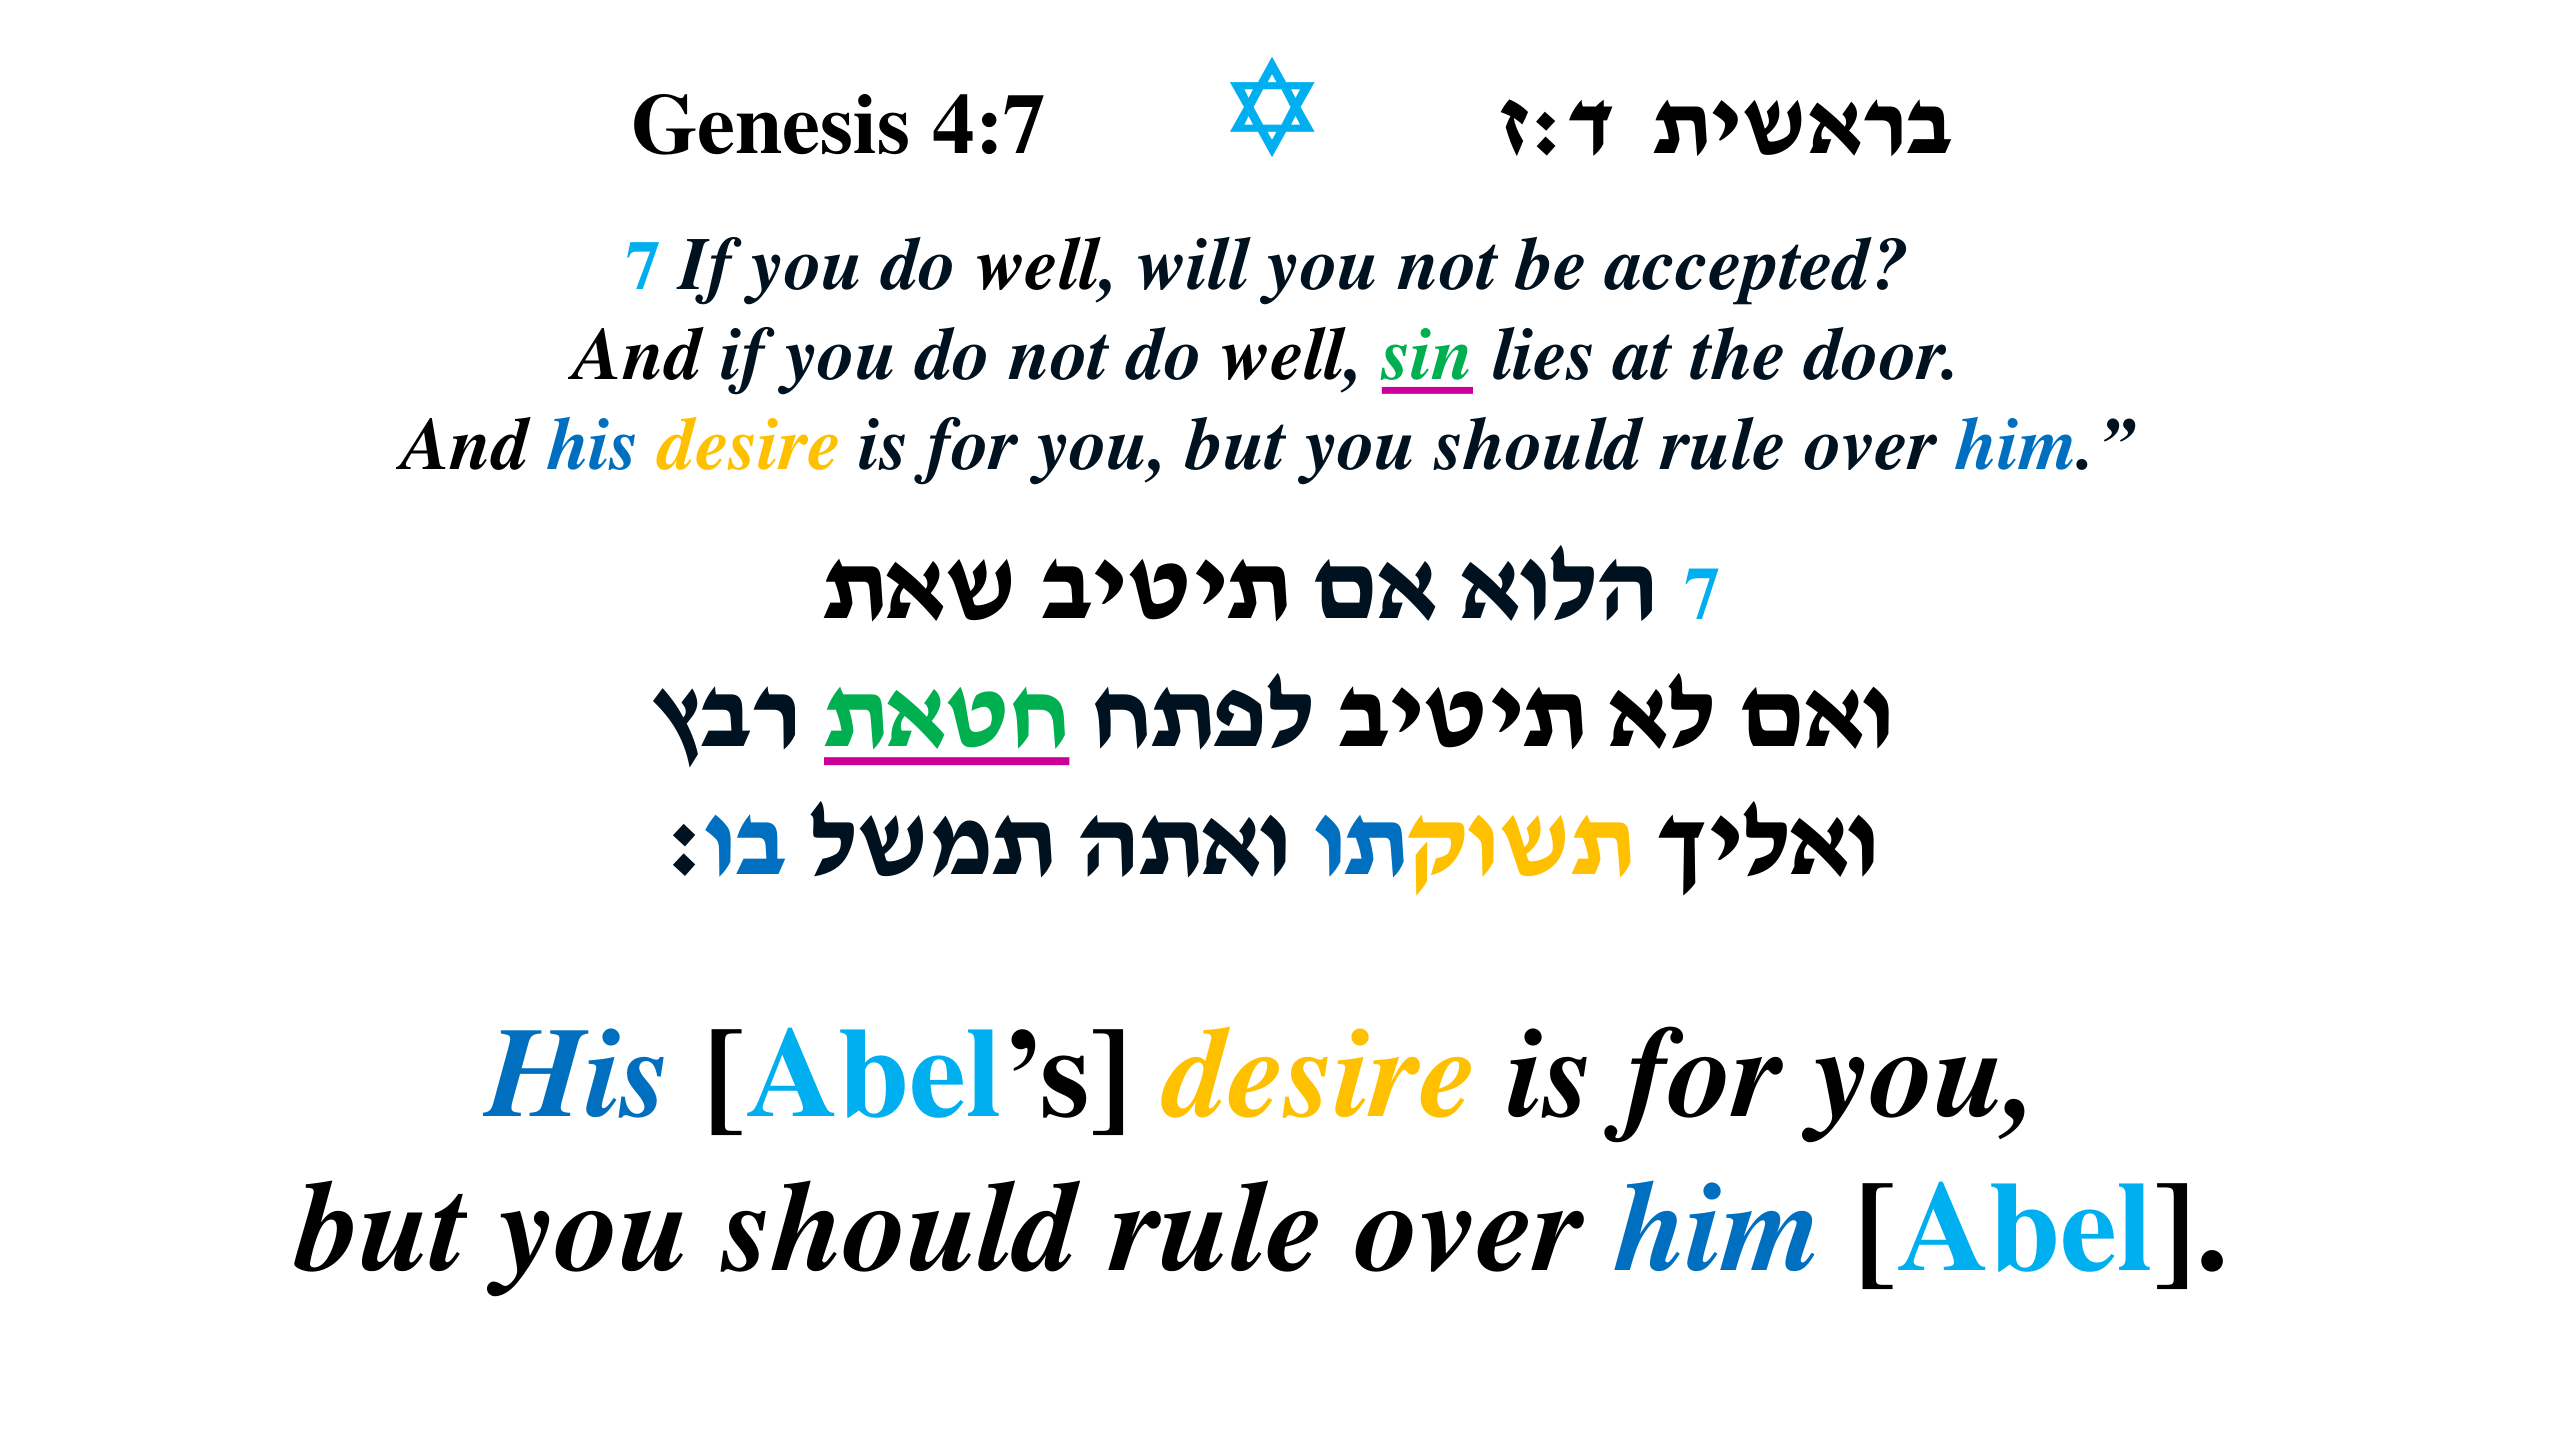 Genesis 4:7 ✡ בראשית ד:ז
7 If you do well, will you not be accepted?
And if you do not do well, sin lies at the door.
And his desire is for you, but you should rule over him.”
7 הלוא אם תיטיב שאת
ואם לא תיטיב לפתח חטאת רבץ
ואליך תשוקתו ואתה תמשל בו:
His [Abel’s] desire is for you,
but you should rule over him [Abel].